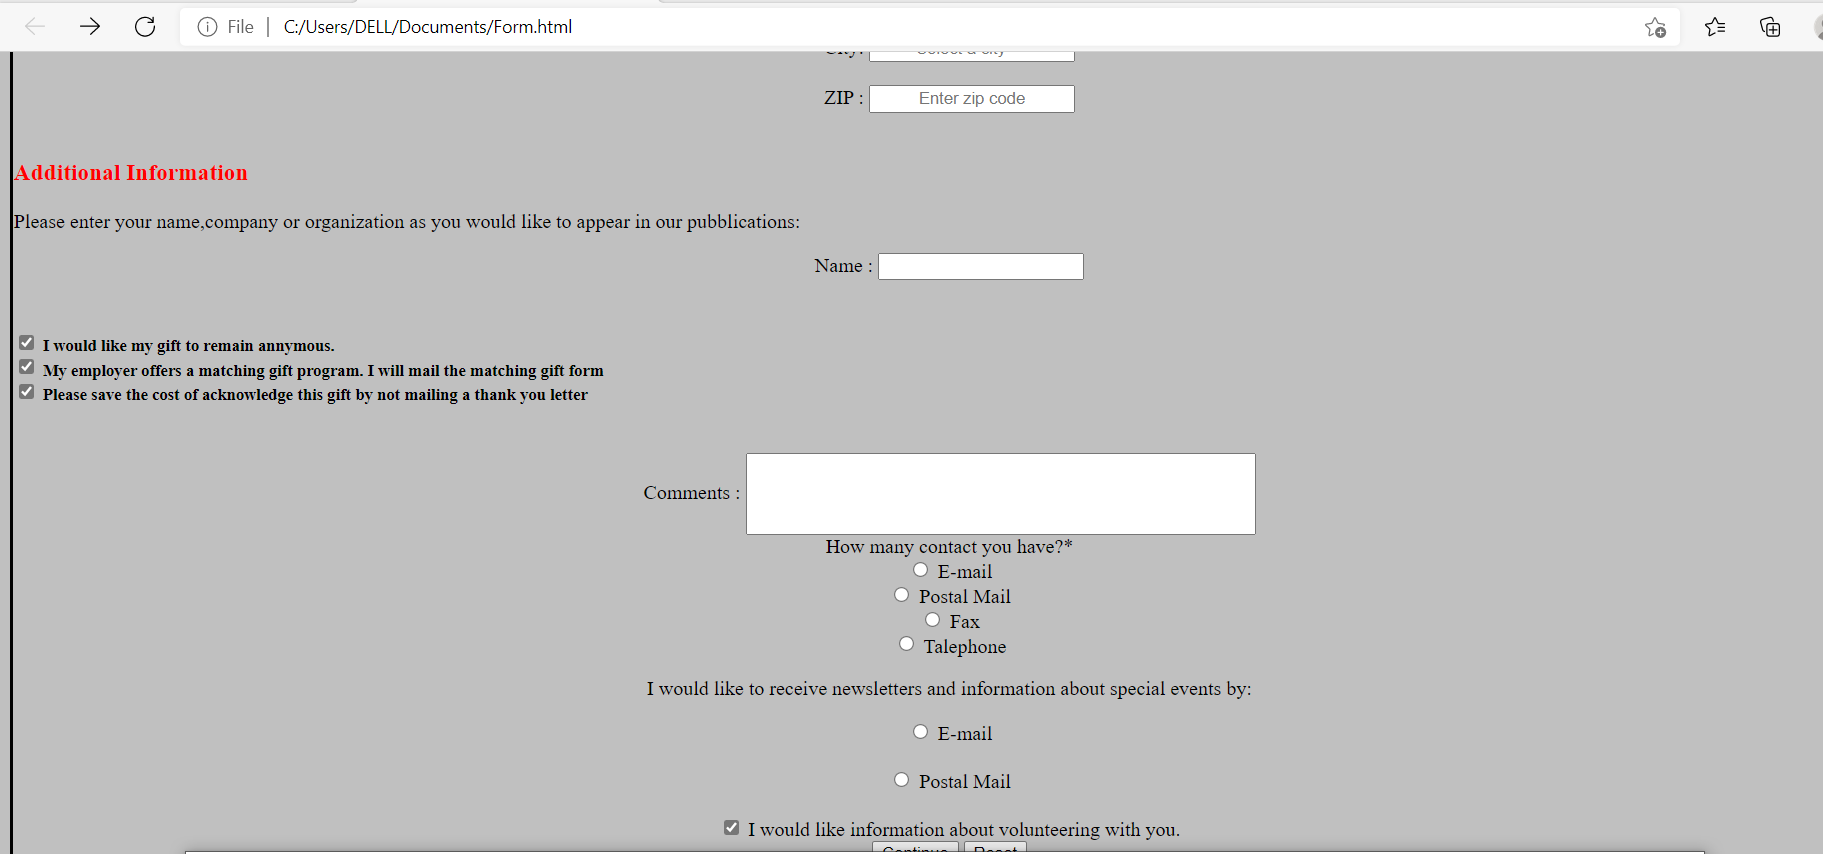 File | C:/Users/DELL/Documents/Form.html
City: Select a city
ZIP : Enter zip code
Additional Information
Please enter your name,company or organization as you would like to appear in our pubblications:
Name :
I would like my gift to remain annymous.
My employer offers a matching gift program. I will mail the matching gift form
Please save the cost of acknowledge this gift by not mailing a thank you letter
Comments :
How many contact you have?*
E-mail
Postal Mail
Fax
Talephone
I would like to receive newsletters and information about special events by:
E-mail
Postal Mail
I would like information about volunteering with you.
Continue Reset